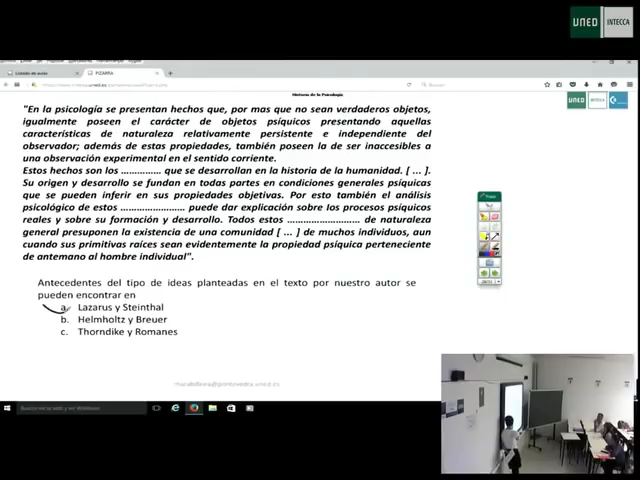 UNED INTECCA
Listado de aulas
PIZARRA
Buscar
UNED
Historia de la Psicología
"En la psicología se presentan hechos que, por mas que no sean verdaderos objetos,
igualmente poseen el carácter de objetos psíquicos presentando aquellas
características de naturaleza relativamente persistente e independiente del
observador; además de estas propiedades, también poseen la de ser inaccesibles a
una observación experimental en el sentido corriente.
Estos hechos son los …………… que se desarrollan en la historia de la humanidad. [ ... ].
Su origen y desarrollo se fundan en todas partes en condiciones generales psíquicas
que se pueden inferir en sus propiedades objetivas. Por esto también el análisis
psicológico de estos …………………… puede dar explicación sobre los procesos psíquicos
reales y sobre su formación y desarrollo. Todos estos ……………………… de naturaleza
general presuponen la existencia de una comunidad [ ... ] de muchos individuos, aun
cuando sus primitivas raíces sean evidentemente la propiedad psíquica perteneciente
de antemano al hombre individual".
Antecedentes del tipo de ideas planteadas en el texto por nuestro autor se
pueden encontrar en
a. Lazarus y Steinthal
b. Helmholtz y Breuer
c. Thorndike y Romanes